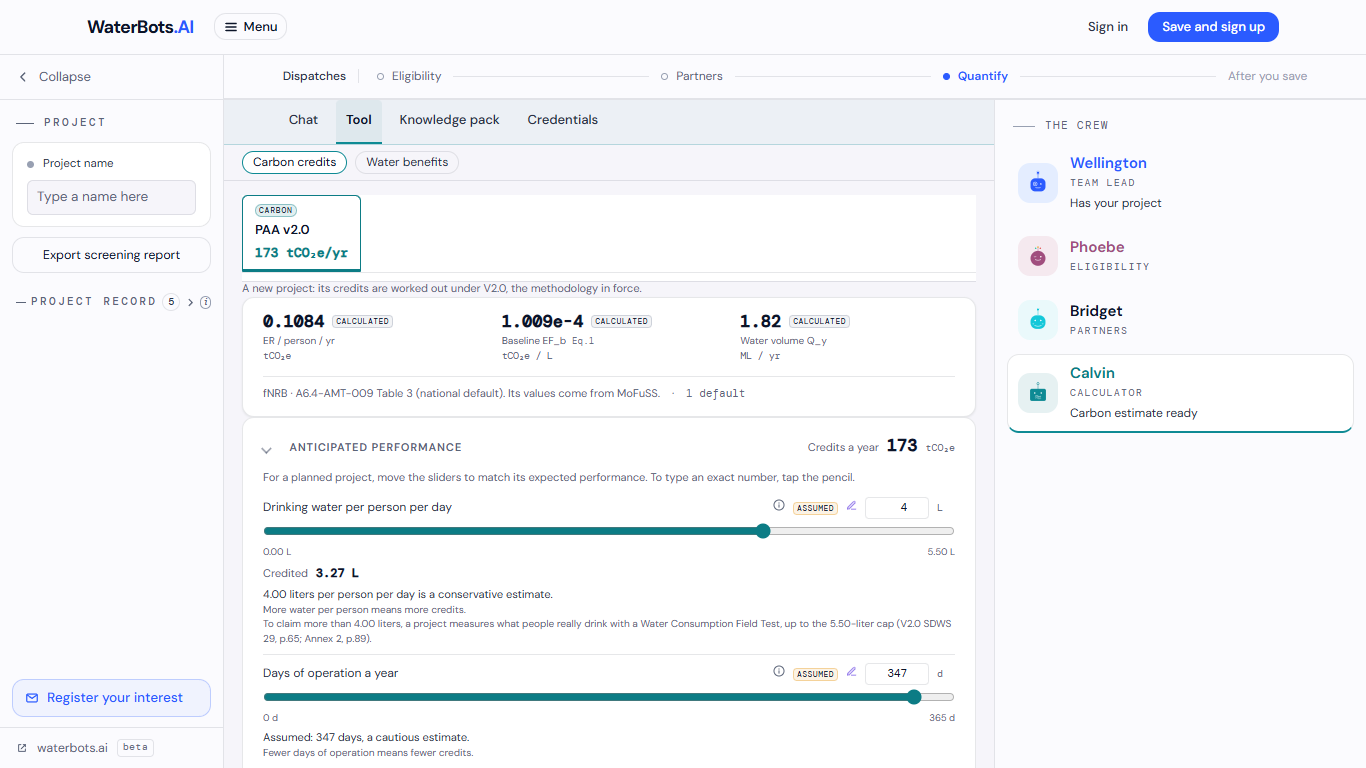 WaterBots.AI
Menu
Sign in
Save and sign up
Collapse
Dispatches
Eligibility
Partners
Quantify
After you save
PROJECT
Project name
Type a name here
Export screening report
PROJECT RECORD 5
Chat
Tool
Knowledge pack
Credentials
Carbon credits
Water benefits
CARBON
PAA v2.0
173 tCO₂e/yr
A new project: its credits are worked out under V2.0, the methodology in force.
0.1084 CALCULATED
ER / person / yr
tCO₂e
1.009e-4 CALCULATED
Baseline EF_b Eq.1
tCO₂e / L
1.82 CALCULATED
Water volume Q_y
ML / yr
fNRB · A6.4-AMT-009 Table 3 (national default). Its values come from MoFuSS. · 1 default
ANTICIPATED PERFORMANCE
Credits a year 173 tCO₂e
For a planned project, move the sliders to match its expected performance. To type an exact number, tap the pencil.
Drinking water per person per day
ASSUMED
4 L
0.00 L
5.50 L
Credited 3.27 L
4.00 liters per person per day is a conservative estimate.
More water per person means more credits.
To claim more than 4.00 liters, a project measures what people really drink with a Water Consumption Field Test, up to the 5.50-liter cap (V2.0 SDWS
29, p.65; Annex 2, p.89).
Days of operation a year
ASSUMED
347 d
0 d
365 d
Assumed: 347 days, a cautious estimate.
Fewer days of operation means fewer credits.
THE CREW
Wellington
TEAM LEAD
Has your project
Phoebe
ELIGIBILITY
Bridget
PARTNERS
Calvin
CALCULATOR
Carbon estimate ready
Register your interest
waterbots.ai beta